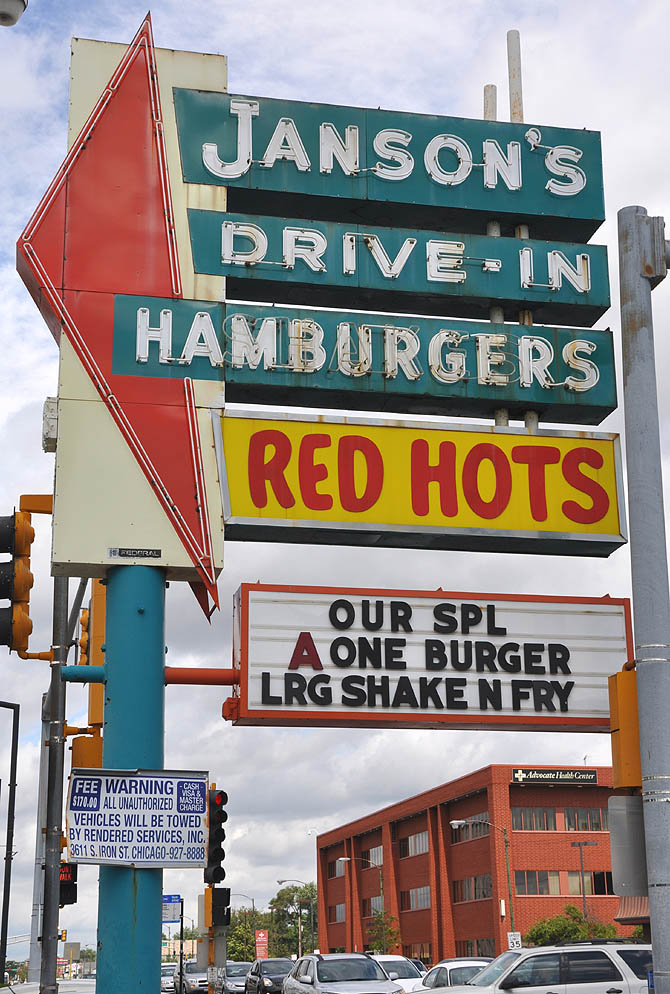 JANSON'S
DRIVE-IN
HAMBURGERS
RED HOTS
FEDERAL
OUR SPL
A ONE BURGER
LRG SHAKE N FRY
FEE
$170.00
WARNING
ALL UNAUTHORIZED
CASH
VISA &
MASTER
CHARGE
VEHICLES WILL BE TOWED
BY RENDERED SERVICES, INC.
3611 S. IRON ST. CHICAGO-927-8888
Advocate Health Center
SPEED
LIMIT
35